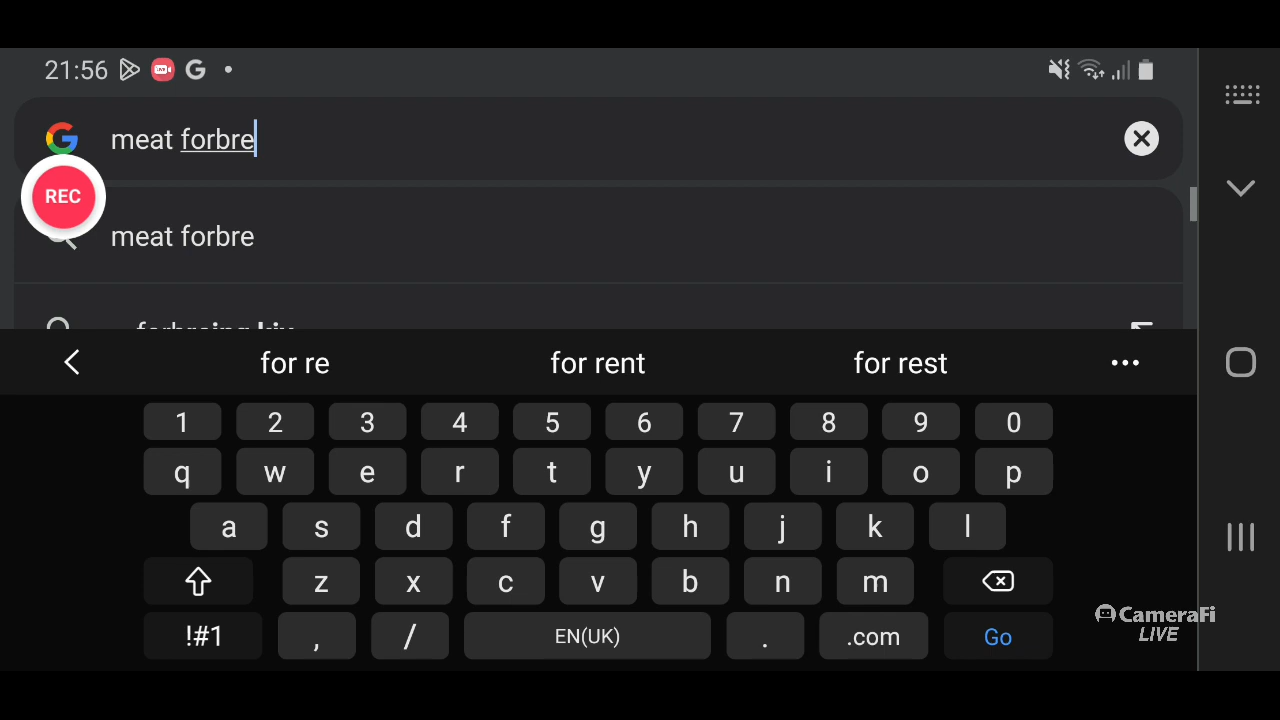 21:56
meat forbre
REC
meat forbre
for re for rent for rest
1 2 3 4 5 6 7 8 9 0
q w e r t y u i o p
a s d f g h j k l
z x c v b n m
!#1 , / EN(UK) . .com Go
CameraFi
LIVE